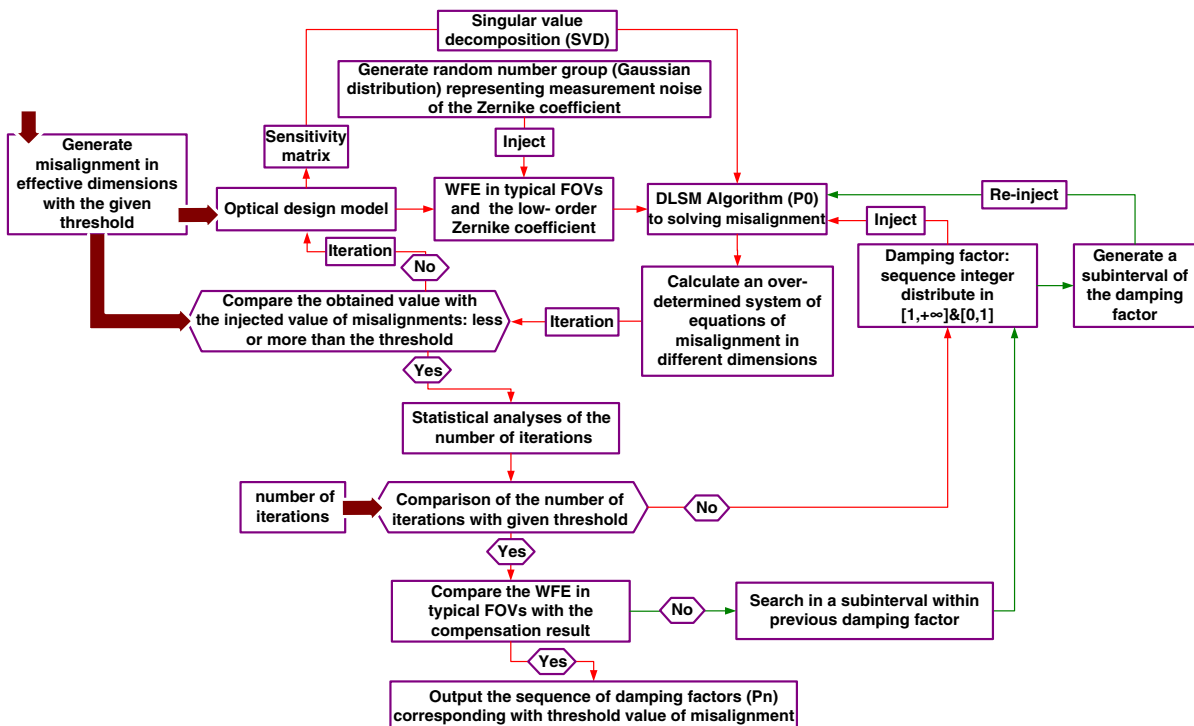 Singular value
decomposition (SVD)
Generate random number group (Gaussian
distribution) representing measurement noise
of the Zernike coefficient
Generate
misalignment in
effective dimensions
with the given
threshold
Sensitivity
matrix
Inject
Optical design model
WFE in typical FOVs
and the low- order
Zernike coefficient
DLSM Algorithm (P0)
to solving misalignment
Re-inject
Inject
Iteration
No
Damping factor:
sequence integer
distribute in
[1,+∞]&[0,1]
Generate a
subinterval of
the damping
factor
Compare the obtained value with
the injected value of misalignments: less
or more than the threshold
Iteration
Calculate an over-
determined system of
equations of
misalignment in
different dimensions
Yes
Statistical analyses of the
number of iterations
number of
iterations
Comparison of the number of
iterations with given threshold
No
Yes
Compare the WFE in
typical FOVs with the
compensation result
No
Search in a subinterval within
previous damping factor
Yes
Output the sequence of damping factors (Pn)
corresponding with threshold value of misalignment